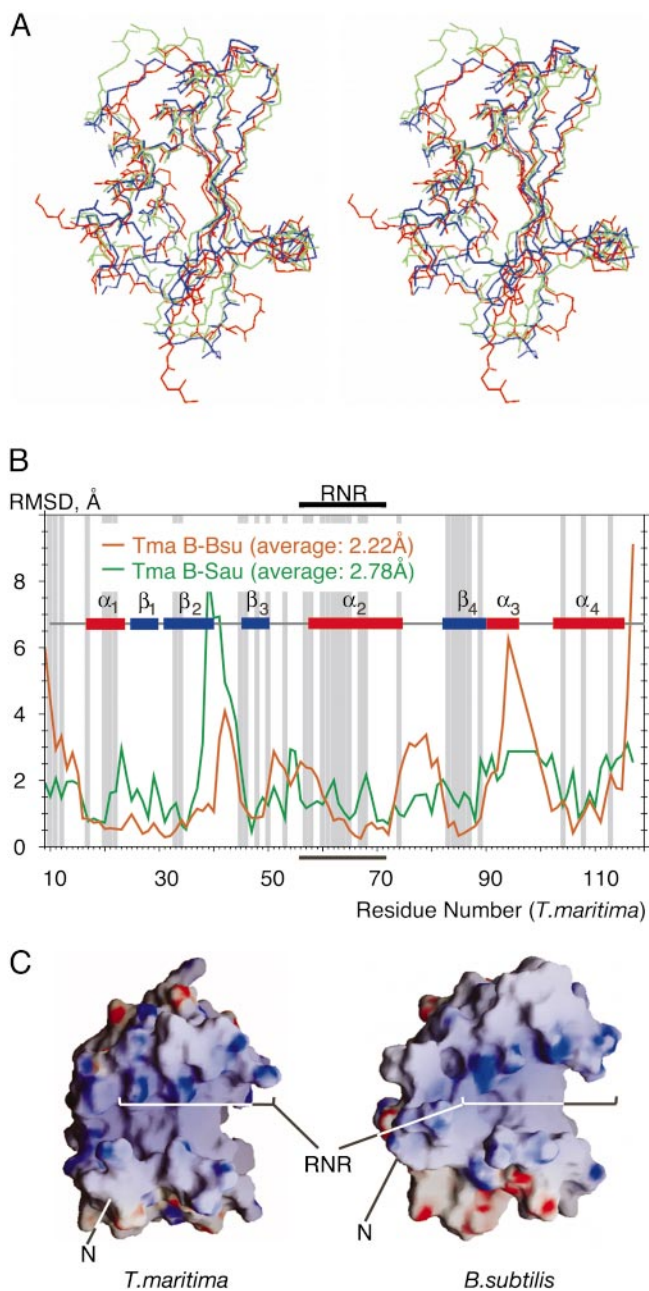 A
B
RNR
RMSD, Å
Tma B-Bsu (average: 2.22Å)
Tma B-Sau (average: 2.78Å)
α1 β1 β2 β3 α2 β4 α3 α4
8
6
4
2
0
10 30 50 70 90 110
Residue Number (T.maritima)
C
RNR
N N
T.maritima B.subtilis